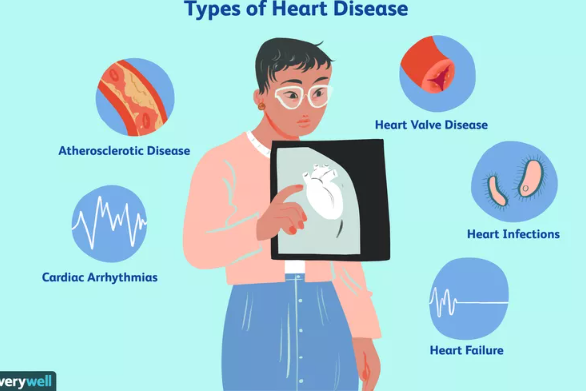 Types of Heart Disease
Heart Valve Disease
Atherosclerotic Disease
Heart Infections
Cardiac Arrhythmias
Heart Failure
verywell